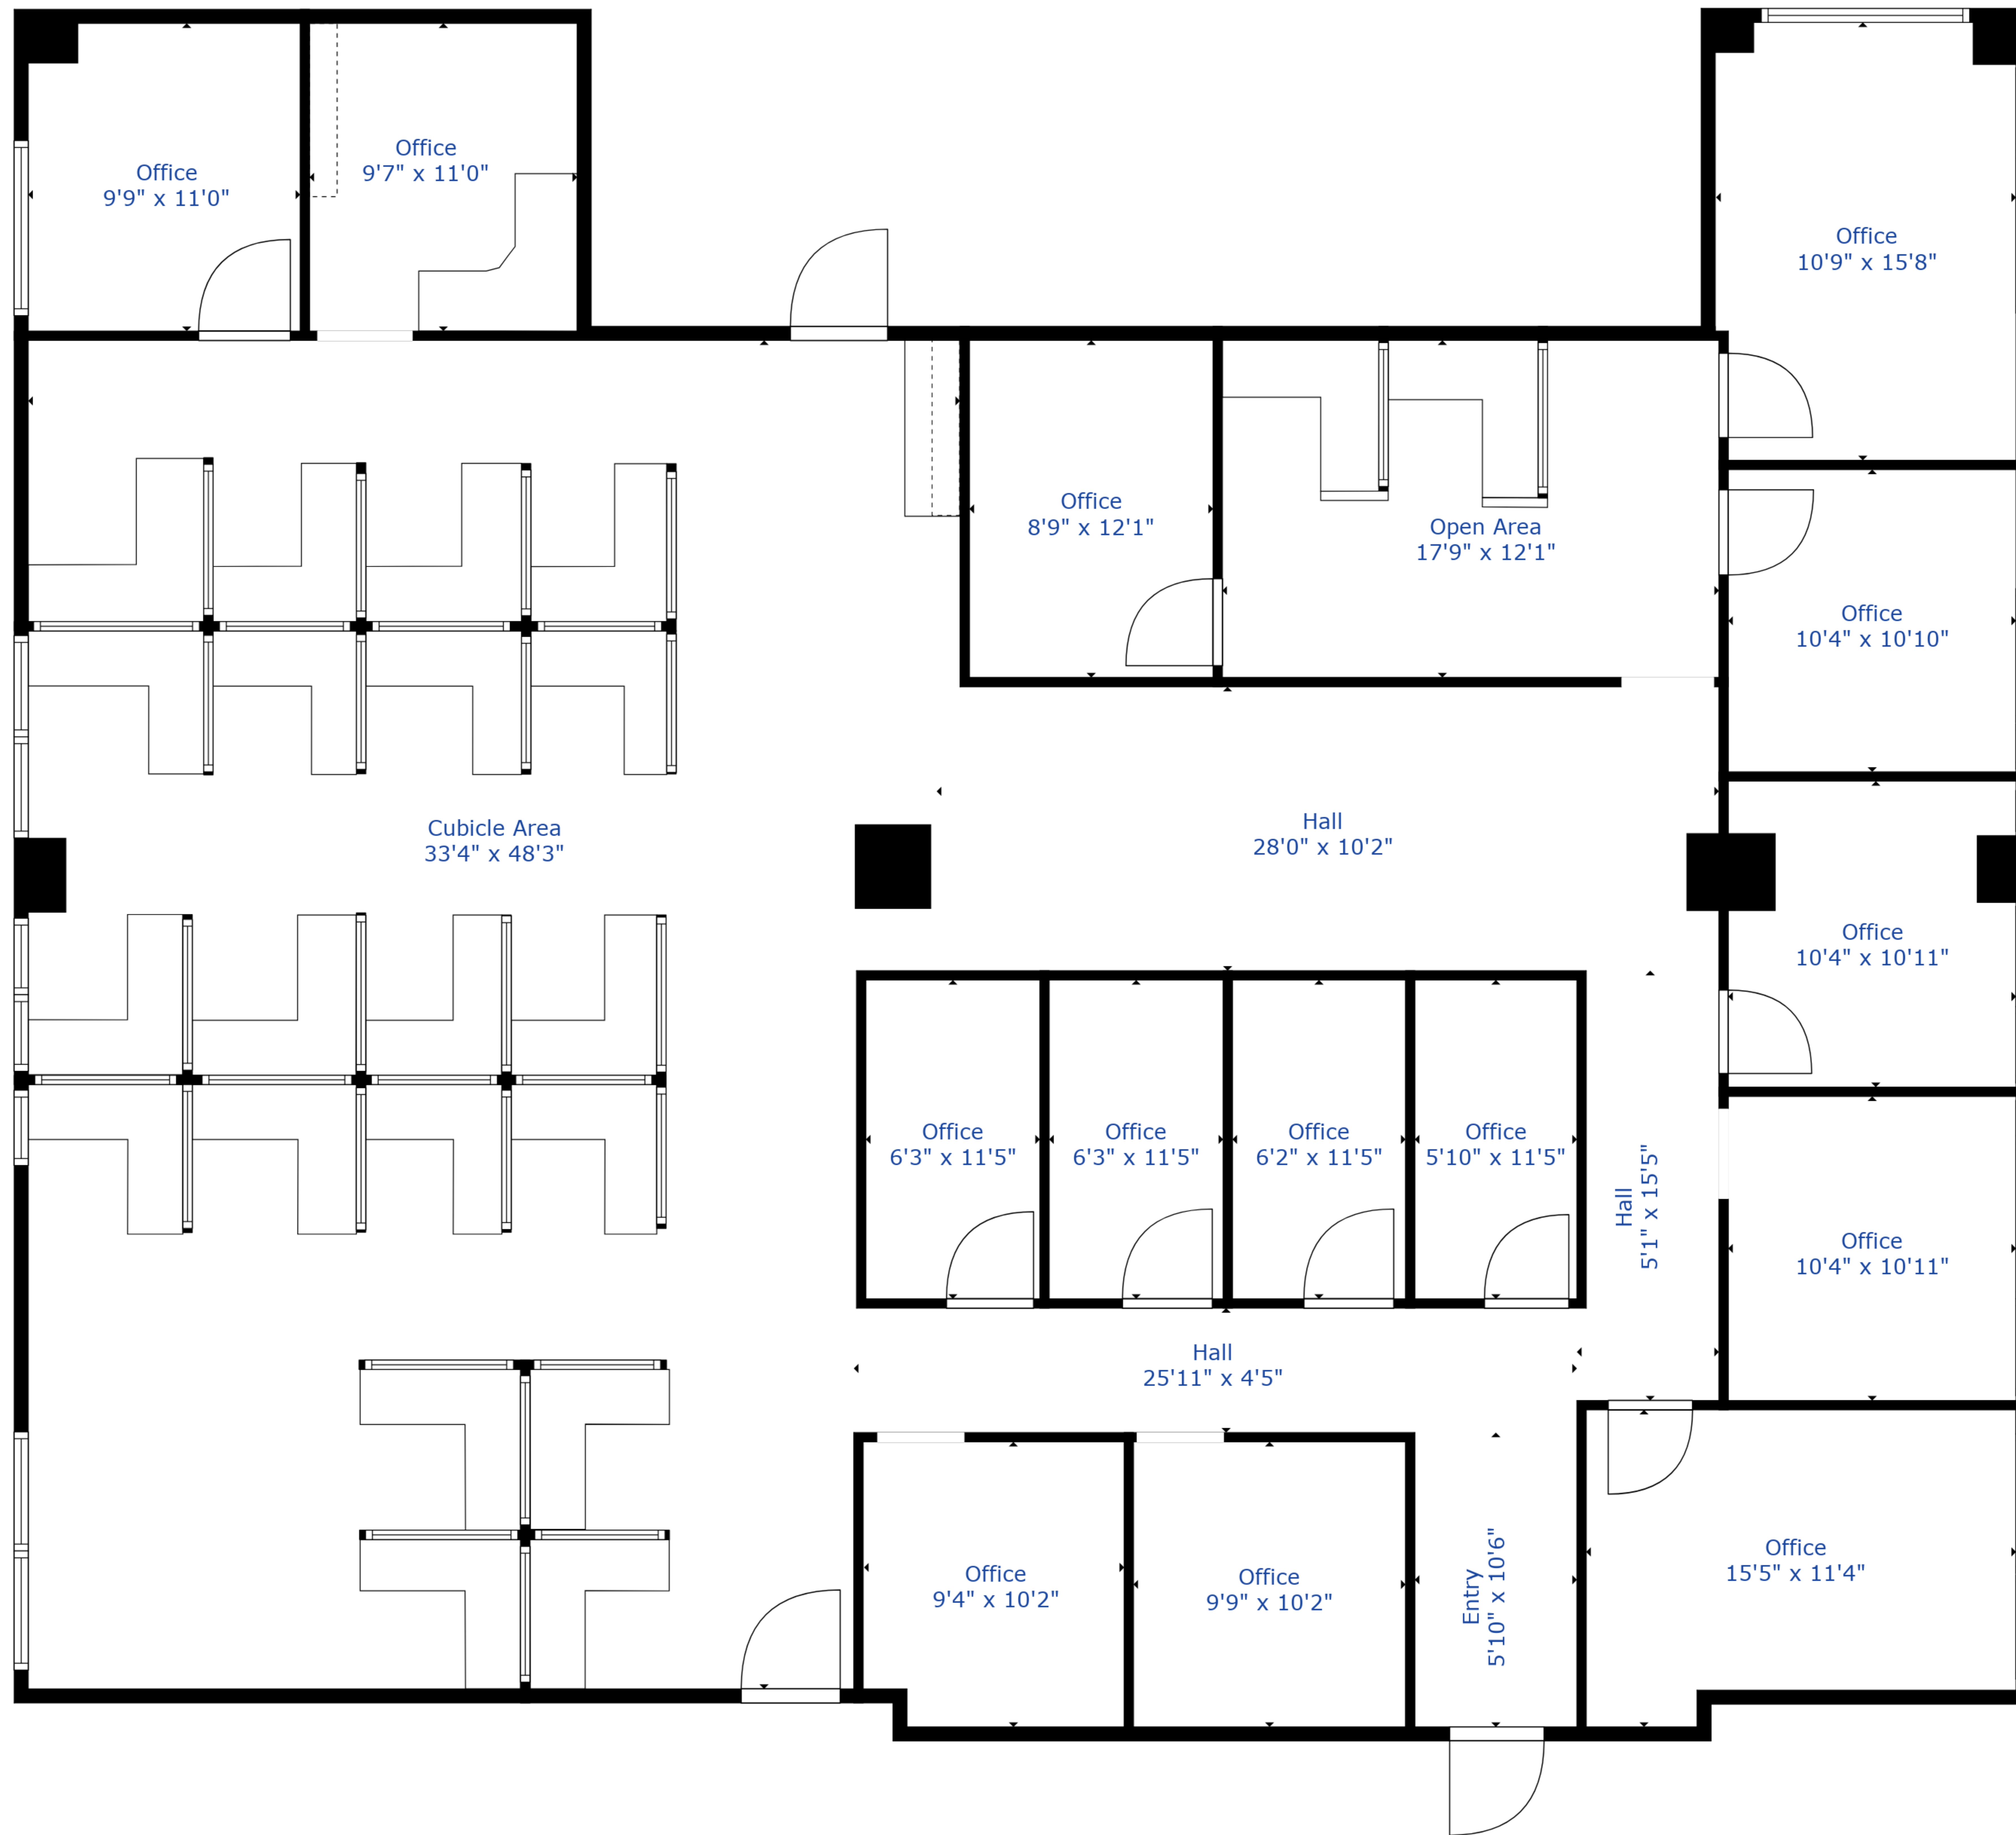 Office
9'9" x 11'0"
Office
9'7" x 11'0"
Office
10'9" x 15'8"
Office
8'9" x 12'1"
Open Area
17'9" x 12'1"
Office
10'4" x 10'10"
Cubicle Area
33'4" x 48'3"
Hall
28'0" x 10'2"
Office
10'4" x 10'11"
Office
6'3" x 11'5"
Office
6'3" x 11'5"
Office
6'2" x 11'5"
Office
5'10" x 11'5"
Hall
5'1" x 15'5"
Office
10'4" x 10'11"
Hall
25'11" x 4'5"
Office
9'4" x 10'2"
Office
9'9" x 10'2"
Entry
5'10" x 10'6"
Office
15'5" x 11'4"